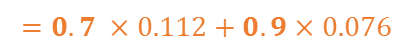 = 0.7 × 0.112 + 0.9 × 0.076